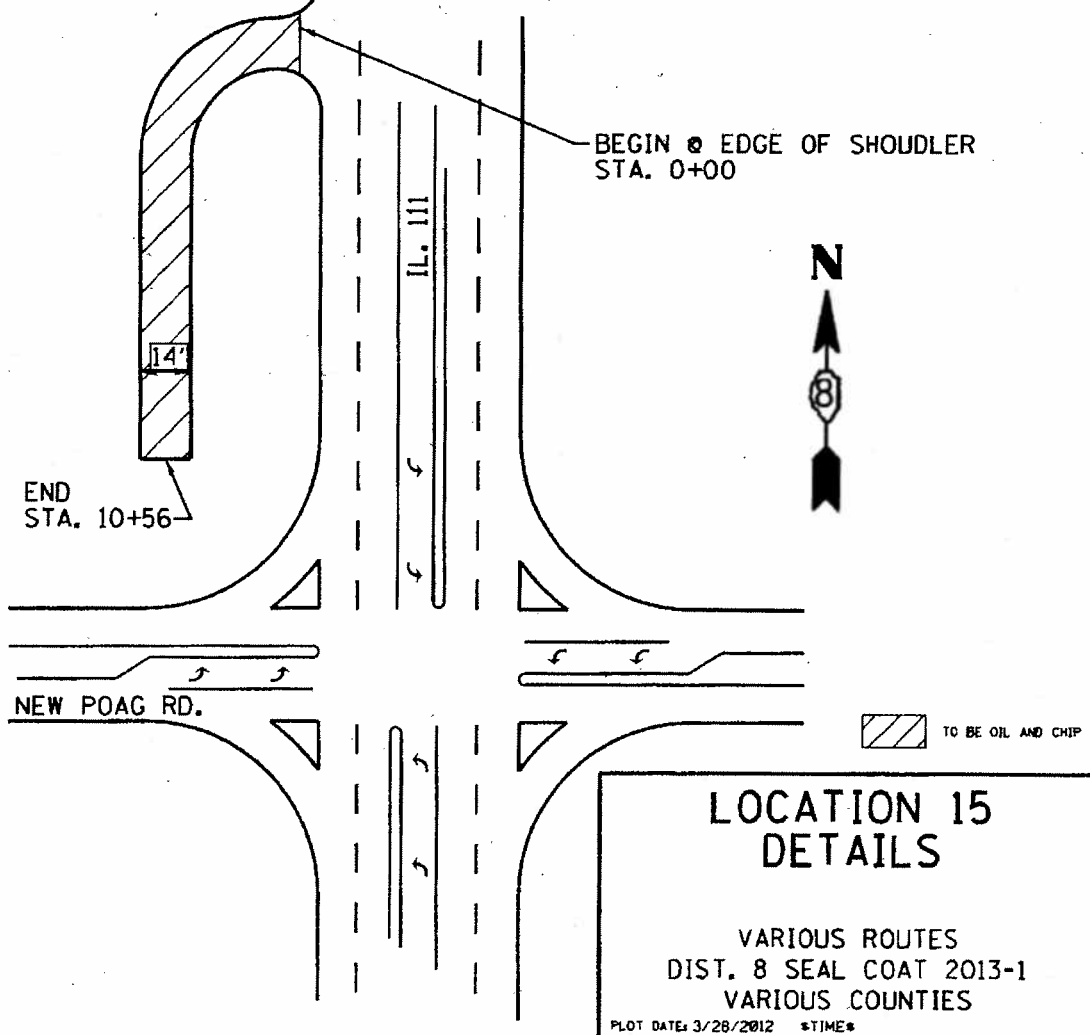 BEGIN @ EDGE OF SHOUDLER
STA. 0+00
IL. 111
N
14'
8
END
STA. 10+56
NEW POAG RD.
TO BE OIL AND CHIP
LOCATION 15
DETAILS
VARIOUS ROUTES
DIST. 8 SEAL COAT 2013-1
VARIOUS COUNTIES
PLOT DATE: 3/28/2012 *TIME*